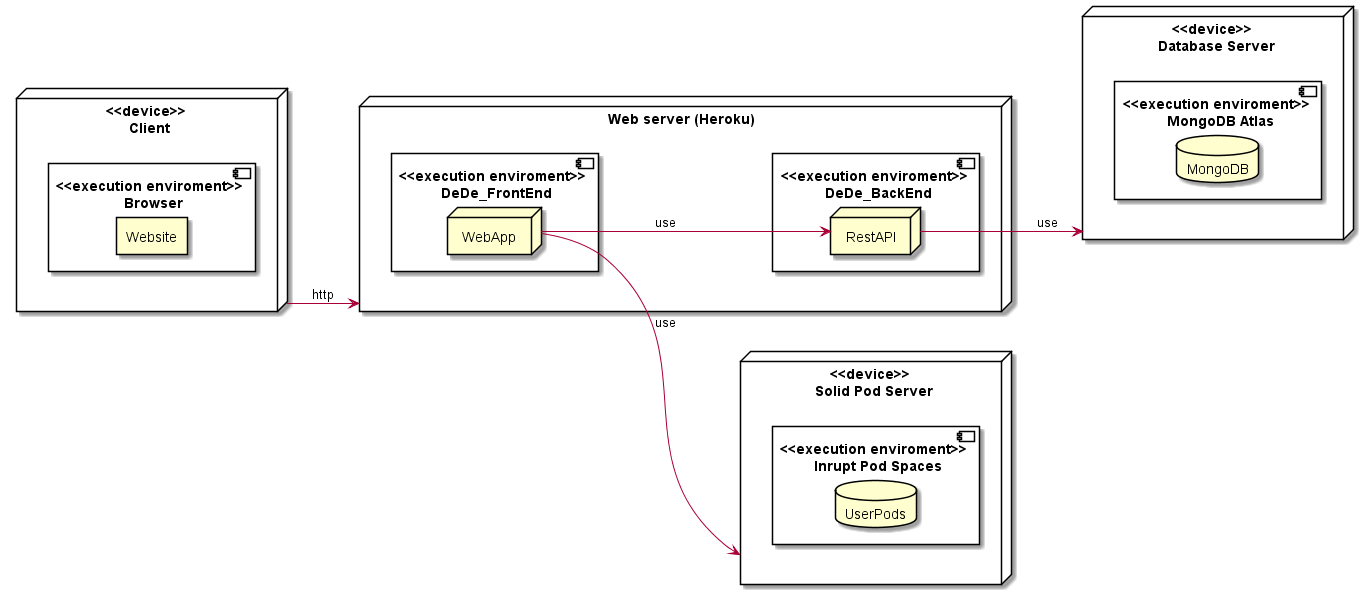 <<device>>
Client
<<execution enviroment>>
Browser
Website
http
Web server (Heroku)
<<execution enviroment>>
DeDe_FrontEnd
WebApp
use
<<execution enviroment>>
DeDe_BackEnd
RestAPI
use
<<device>>
Database Server
<<execution enviroment>>
MongoDB Atlas
MongoDB
use
<<device>>
Solid Pod Server
<<execution enviroment>>
Inrupt Pod Spaces
UserPods